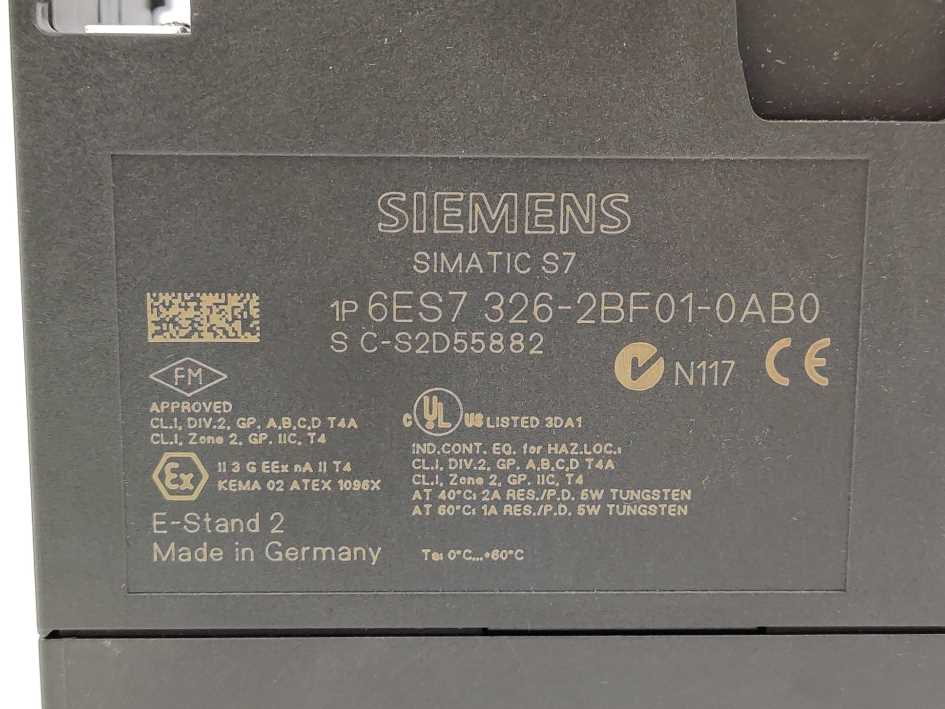 SIEMENS
SIMATIC S7
1P 6ES7 326-2BF01-0AB0
S C-S2D55882
N117 CE
FM
APPROVED
CL.I, DIV.2, GP. A,B,C,D T4A
CL.I, Zone 2, GP. IIC, T4
C UL US LISTED 3DA1
IND.CONT. EQ. for HAZ.LOC.:
CL.I, DIV.2, GP. A,B,C,D T4A
CL.I, Zone 2, GP. IIC, T4
AT 40°C: 2A RES./P.D. 5W TUNGSTEN
AT 60°C: 1A RES./P.D. 5W TUNGSTEN
Ex II 3 G EEx nA II T4
KEMA 02 ATEX 1096X
E-Stand 2
Made in Germany
Ta: 0°C...+60°C